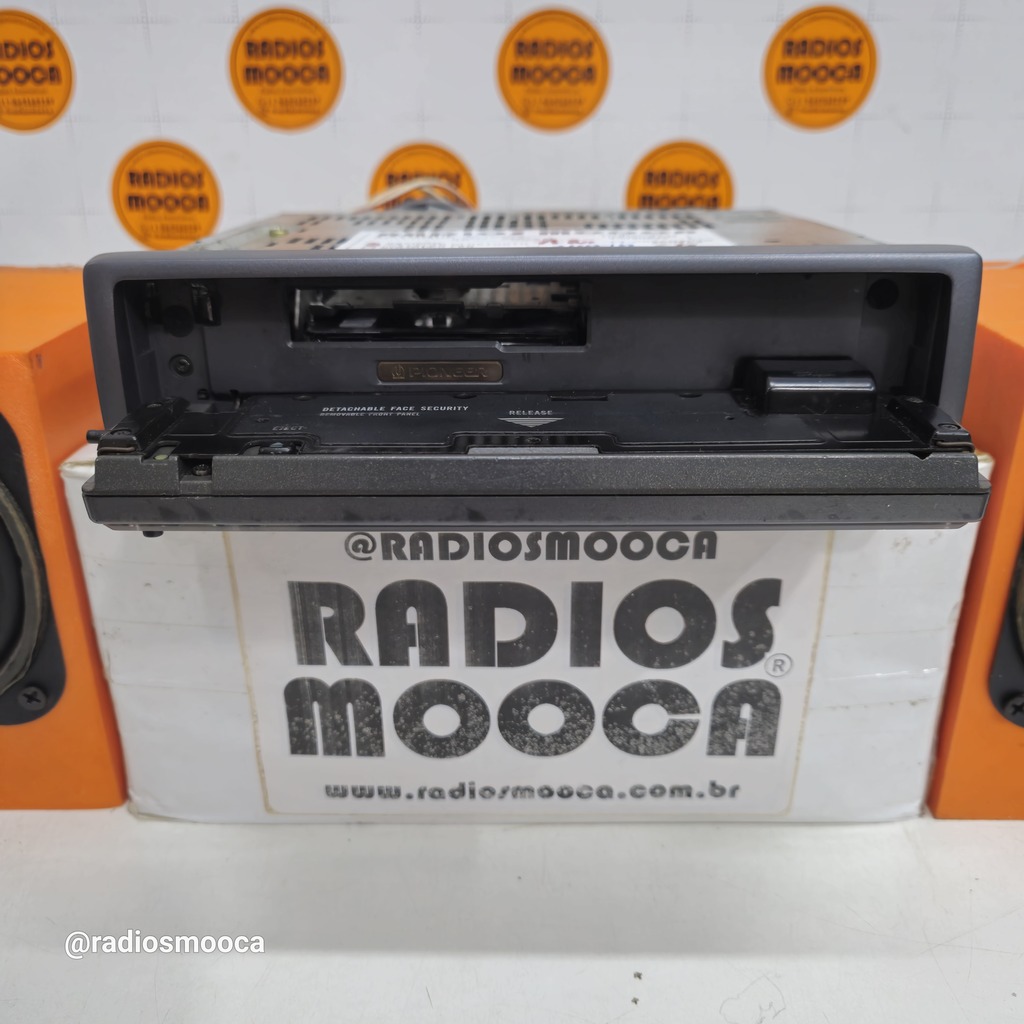 RADIOS
MOOCA
RADIOS
MOOCA
RADIOS
MOOCA
RADIOS
MOOCA
RADIOS
MOOCA
RADIOS
MOOCA
RADIOS
MOOCA
PIONEER
DETACHABLE FACE SECURITY
REMOVABLE FRONT PANEL
RELEASE
EJECT
@RADIOSMOOCA
RADIOS
MOOCA ®
www.radiosmooca.com.br
@radiosmooca